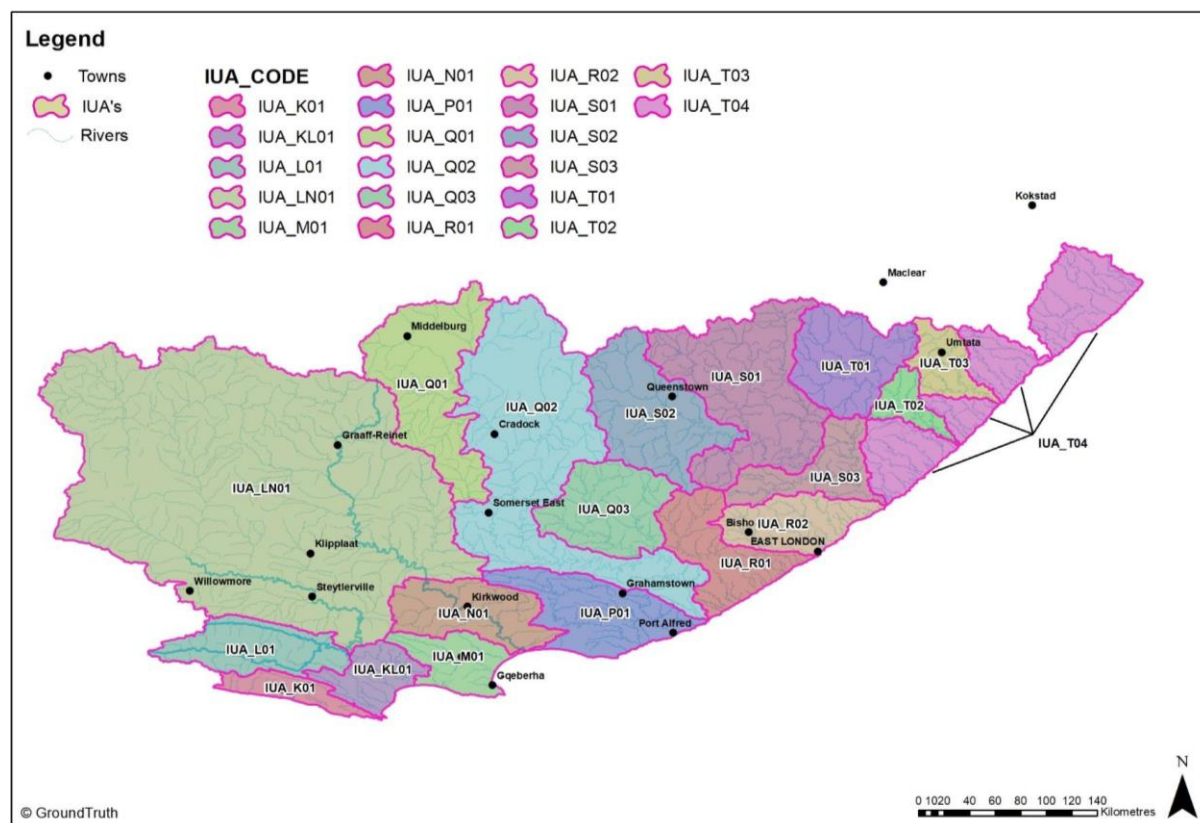 Legend
Towns
IUA's
Rivers
IUA_CODE
IUA_K01
IUA_KL01
IUA_L01
IUA_LN01
IUA_M01
IUA_N01
IUA_P01
IUA_Q01
IUA_Q02
IUA_Q03
IUA_R01
IUA_R02
IUA_S01
IUA_S02
IUA_S03
IUA_T01
IUA_T02
IUA_T03
IUA_T04
Kokstad
Maclear
Middelburg
Umtata
IUA_T03
IUA_T01
IUA_S01
IUA_Q01
Queenstown
IUA_Q02
IUA_S02
IUA_T02
Cradock
Graaff-Reinet
IUA_T04
IUA_S03
IUA_LN01
Somerset East
IUA_Q03
Bisho
IUA_R02
EAST LONDON
Klipplaat
IUA_R01
Willowmore
Steytlerville
Grahamstown
Kirkwood
IUA_N01
IUA_P01
Port Alfred
IUA_L01
IUA_M01
IUA_KL01
Gqeberha
IUA_K01
N
0 10 20 40 60 80 100 120 140
Kilometres
© GroundTruth